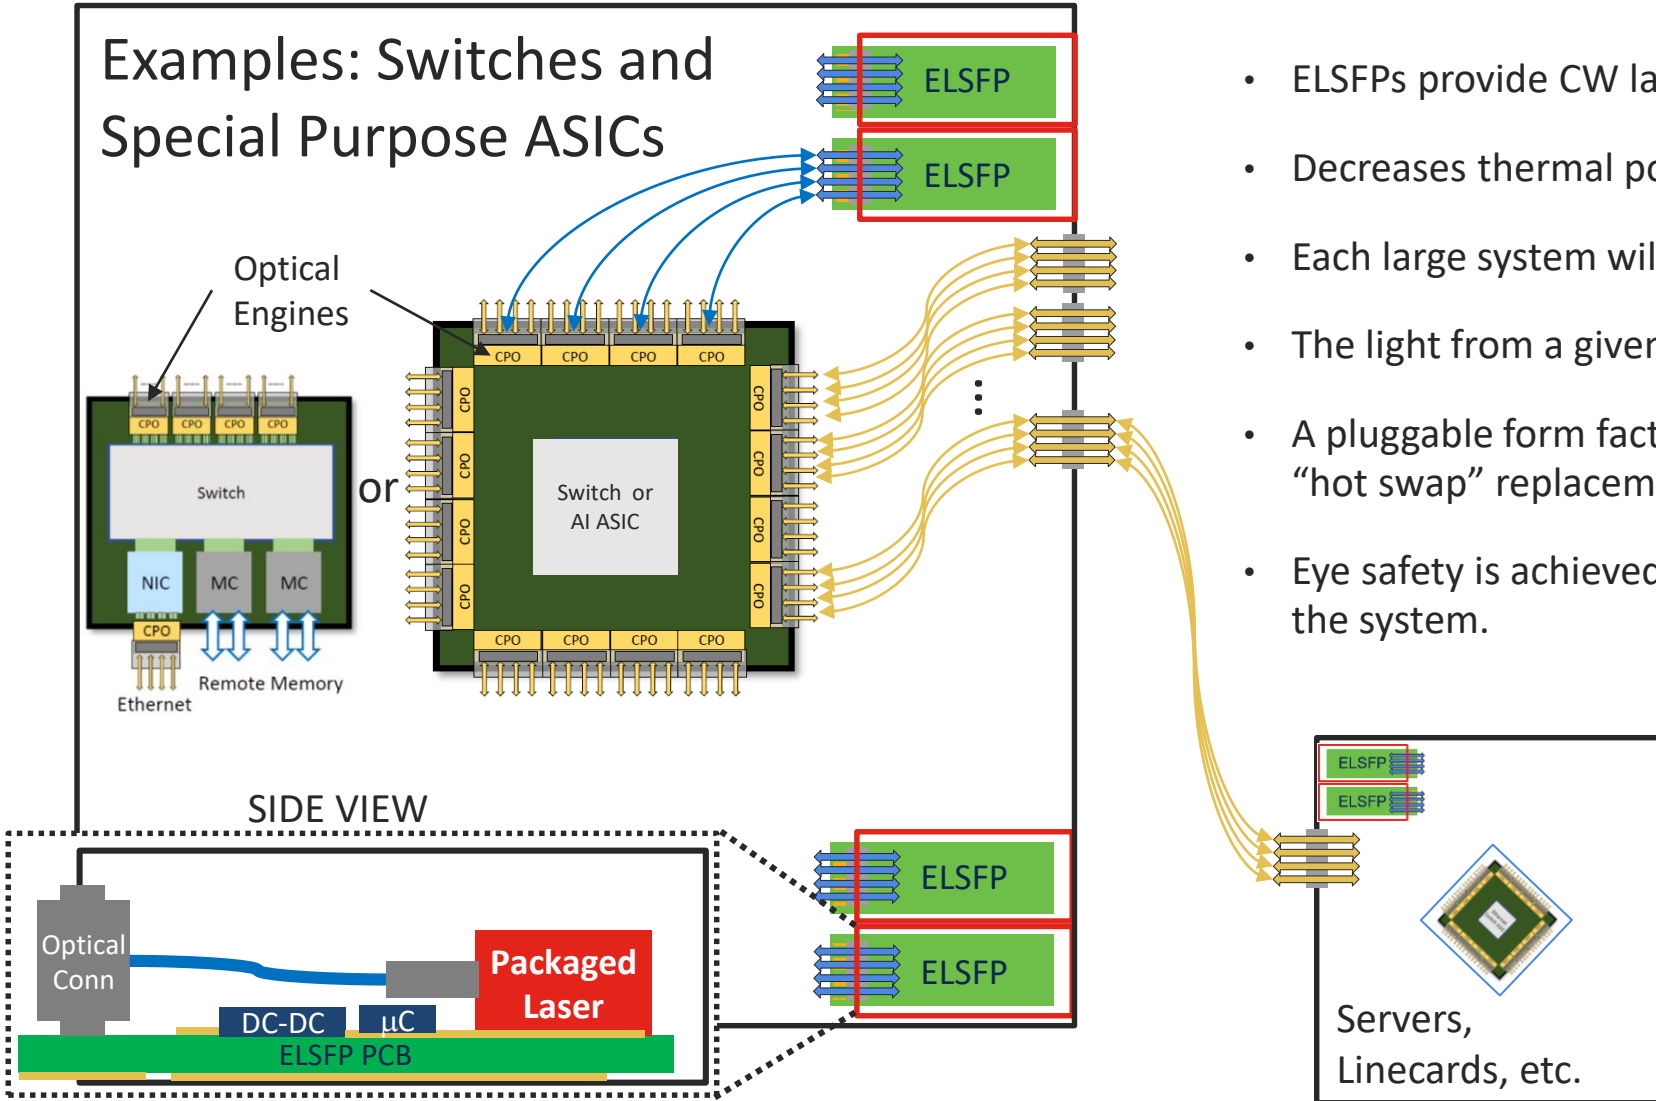 Examples: Switches and
Special Purpose ASICs
ELSFP
ELSFP
Optical
Engines
CPO CPO CPO CPO
Switch
NIC MC MC
CPO
Ethernet
Remote Memory
or
CPO CPO CPO CPO
CPO
CPO
CPO
CPO
Switch or
AI ASIC
CPO
CPO
CPO
CPO
CPO CPO CPO CPO
SIDE VIEW
Optical
Conn
Packaged
Laser
DC-DC
µC
ELSFP PCB
ELSFP
ELSFP
• ELSFPs provide CW la
• Decreases thermal po
• Each large system wil
• The light from a given
• A pluggable form fact
“hot swap” replacem
• Eye safety is achieved
the system.
ELSFP
ELSFP
Servers,
Linecards, etc.